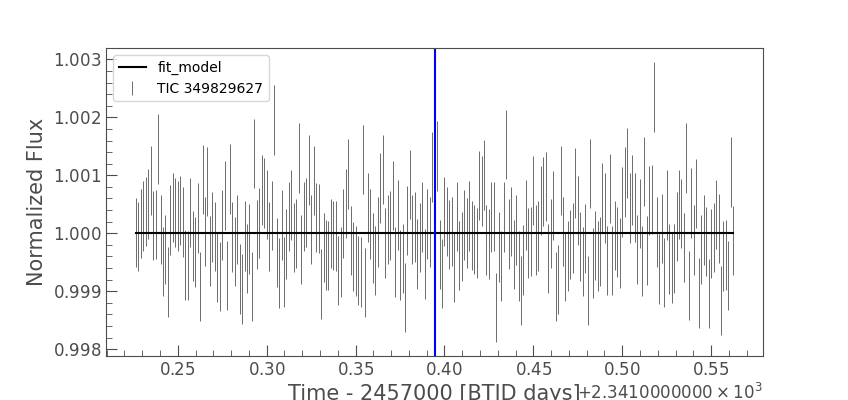 fit_model
TIC 349829627
1.003
1.002
1.001
1.000
0.999
0.998
Normalized Flux
0.25 0.30 0.35 0.40 0.45 0.50 0.55
Time - 2457000 [BTJD days]
+2.3410000000 × 10³